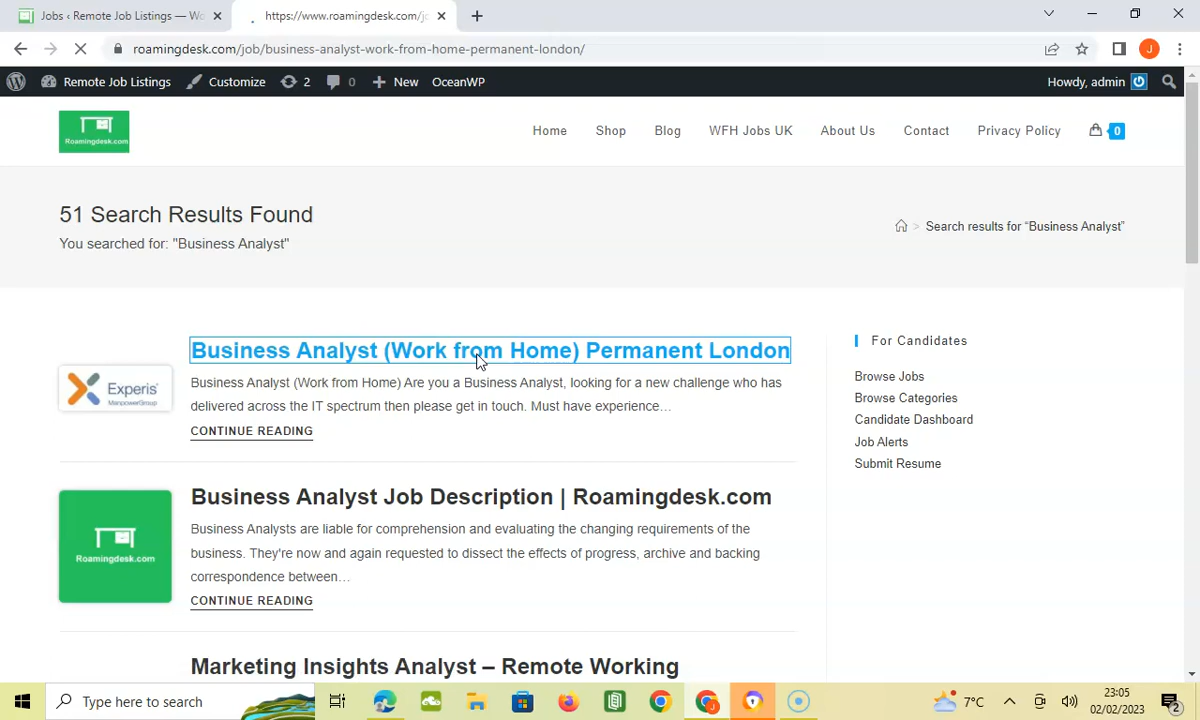 Jobs ‹ Remote Job Listings — Wo
https://www.roamingdesk.com/jo
roamingdesk.com/job/business-analyst-work-from-home-permanent-london/
J
Remote Job Listings Customize 2 0 New OceanWP Howdy, admin
Roamingdesk.com
Home Shop Blog WFH Jobs UK About Us Contact Privacy Policy 0
51 Search Results Found
You searched for: "Business Analyst"
> Search results for “Business Analyst”
Business Analyst (Work from Home) Permanent London
Experis
ManpowerGroup
Business Analyst (Work from Home) Are you a Business Analyst, looking for a new challenge who has
delivered across the IT spectrum then please get in touch. Must have experience…
CONTINUE READING
For Candidates
Browse Jobs
Browse Categories
Candidate Dashboard
Job Alerts
Submit Resume
Roamingdesk.com
Business Analyst Job Description | Roamingdesk.com
Business Analysts are liable for comprehension and evaluating the changing requirements of the
business. They're now and again requested to dissect the effects of progress, archive and backing
correspondence between…
CONTINUE READING
Marketing Insights Analyst – Remote Working
Type here to search
7°C
23:05
02/02/2023
2